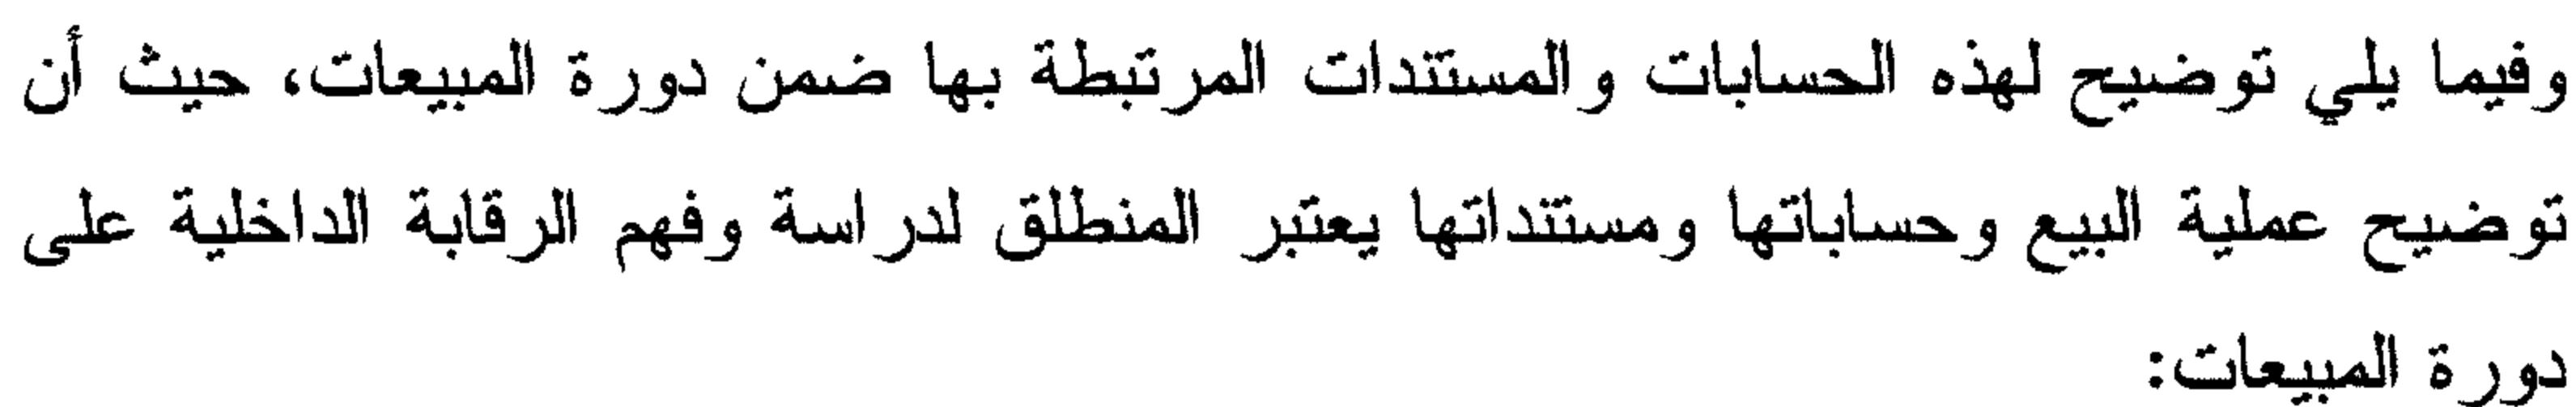 وفيما يلي توضيح لهذه الحسابات والمستندات المرتبطة بها ضمن دورة المبيعات، حيث أن
توضيح عملية البيع وحساباتها ومستنداتها يعتبر المنطلق لدراسة وفهم الرقابة الداخلية على
دورة المبيعات: